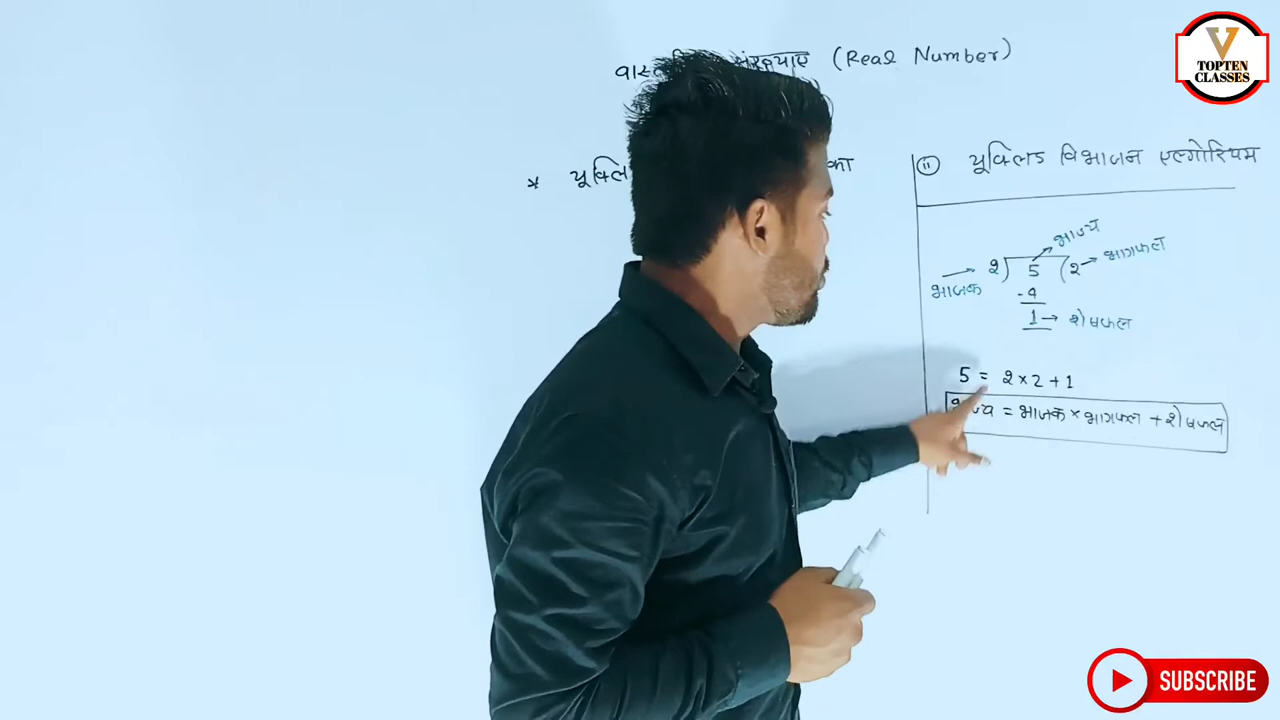 (Real Number)
* का
(ii) यूक्लिड विभाजन एल्गोरिथम
भाज्य
भाजक → 2) 5 (2 → भागफल
-4
1 → शेषफल
5 = 2 × 2 + 1
= भाजक × भागफल + शेषफल
V
TOPTEN
CLASSES
SUBSCRIBE